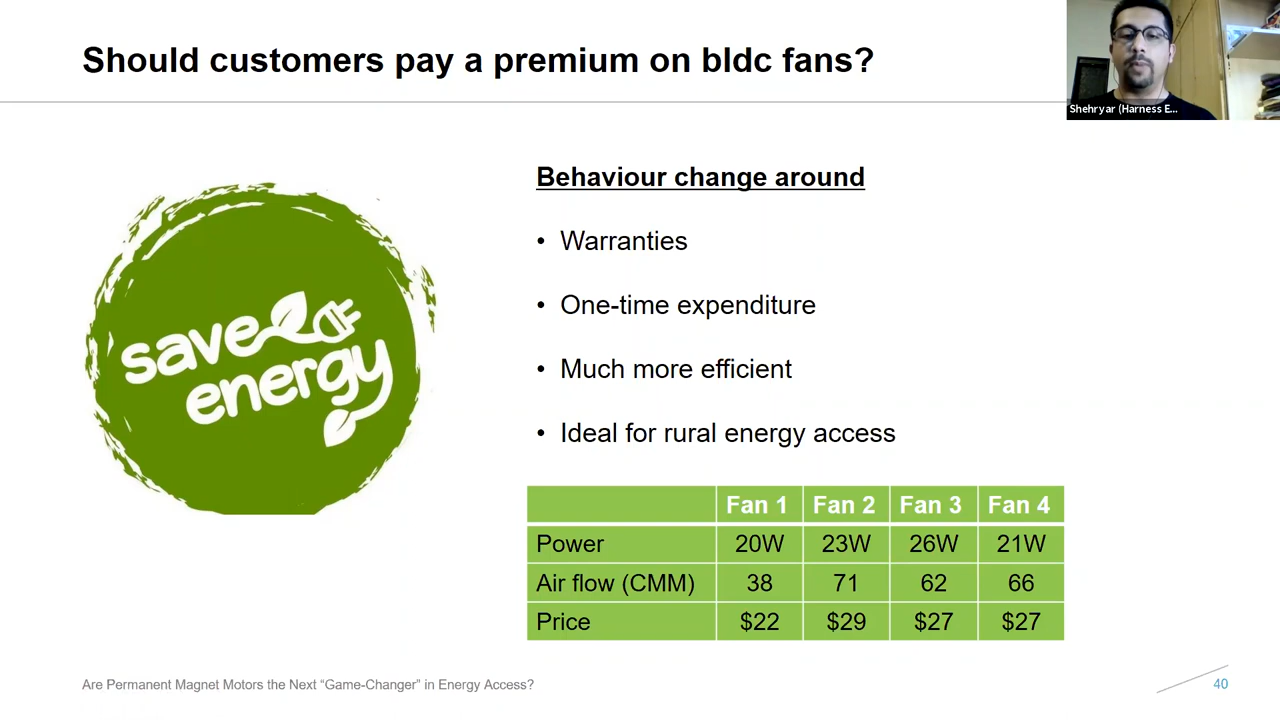 Should customers pay a premium on bldc fans?
Shehryar (Harness E...
save
energy
Behaviour change around
• Warranties
• One-time expenditure
• Much more efficient
• Ideal for rural energy access
Fan 1 Fan 2 Fan 3 Fan 4
Power 20W 23W 26W 21W
Air flow (CMM) 38 71 62 66
Price $22 $29 $27 $27
Are Permanent Magnet Motors the Next “Game-Changer” in Energy Access?
40